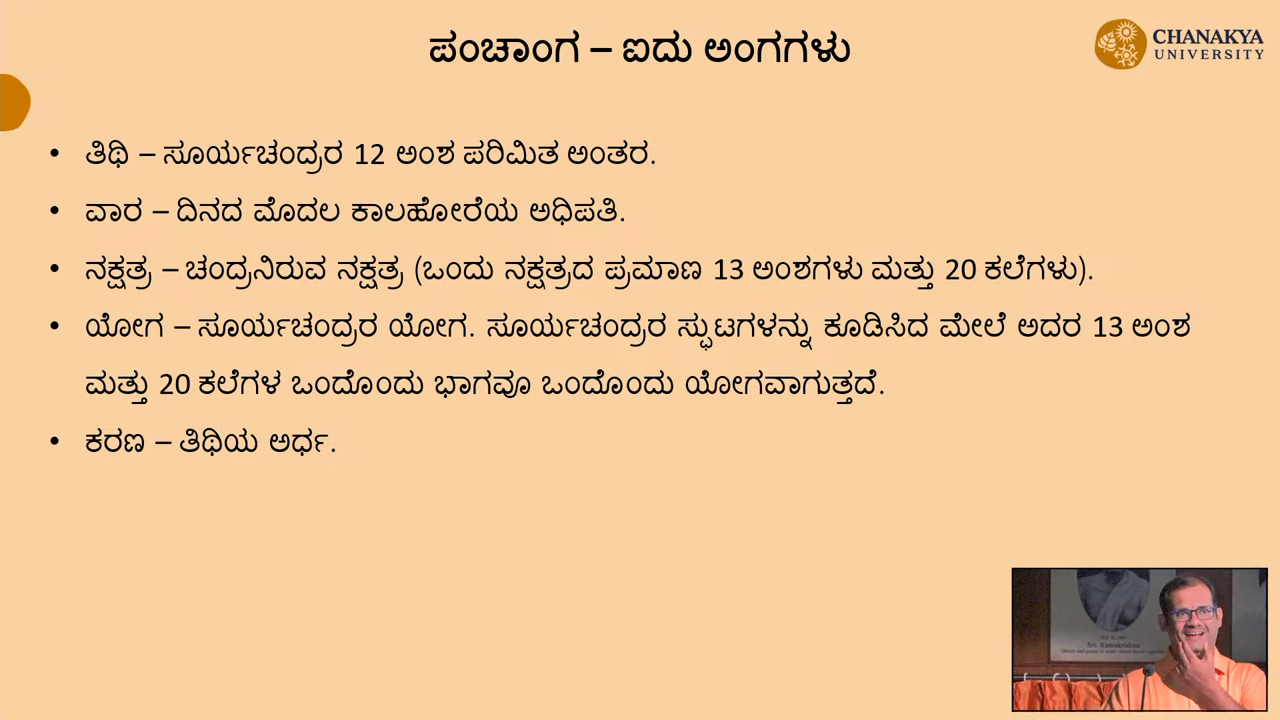 ಪಂಚಾಂಗ – ಐದು ಅಂಗಗಳು
CHANAKYA
UNIVERSITY
• ತಿಥಿ – ಸೂರ್ಯಚಂದ್ರರ 12 ಅಂಶ ಪರಿಮಿತ ಅಂತರ.
• ವಾರ – ದಿನದ ಮೊದಲ ಕಾಲಹೋರೆಯ ಅಧಿಪತಿ.
• ನಕ್ಷತ್ರ – ಚಂದ್ರನಿರುವ ನಕ್ಷತ್ರ (ಒಂದು ನಕ್ಷತ್ರದ ಪ್ರಮಾಣ 13 ಅಂಶಗಳು ಮತ್ತು 20 ಕಲೆಗಳು).
• ಯೋಗ – ಸೂರ್ಯಚಂದ್ರರ ಯೋಗ. ಸೂರ್ಯಚಂದ್ರರ ಸ್ಫುಟಗಳನ್ನು ಕೂಡಿಸಿದ ಮೇಲೆ ಅದರ 13 ಅಂಶ
ಮತ್ತು 20 ಕಲೆಗಳ ಒಂದೊಂದು ಭಾಗವೂ ಒಂದೊಂದು ಯೋಗವಾಗುತ್ತದೆ.
• ಕರಣ – ತಿಥಿಯ ಅರ್ಧ.
Sri. Ramakrishna